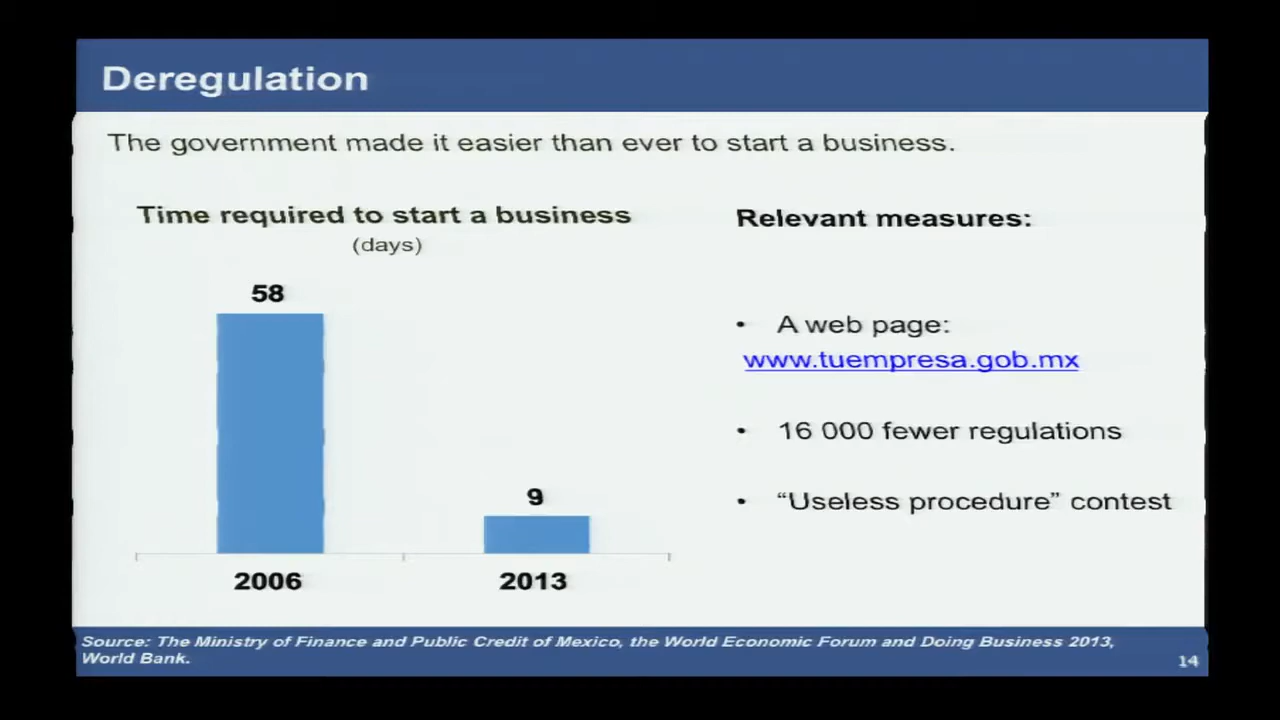 Deregulation
The government made it easier than ever to start a business.
Time required to start a business
(days)
58
9
2006
2013
Relevant measures:
• A web page:
www.tuempresa.gob.mx
• 16 000 fewer regulations
• “Useless procedure” contest
Source: The Ministry of Finance and Public Credit of Mexico, the World Economic Forum and Doing Business 2013,
World Bank.
14